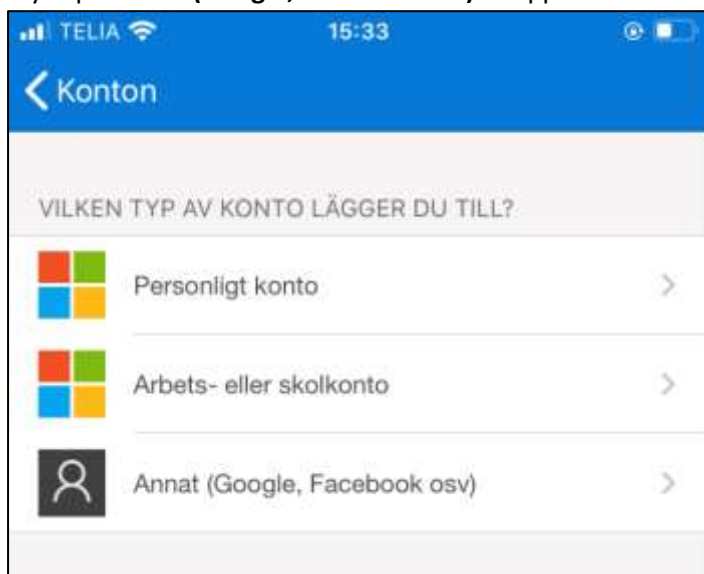 TELIA 15:33
Konton
VILKEN TYP AV KONTO LÄGGER DU TILL?
Personligt konto
Arbets- eller skolkonto
Annat (Google, Facebook osv)